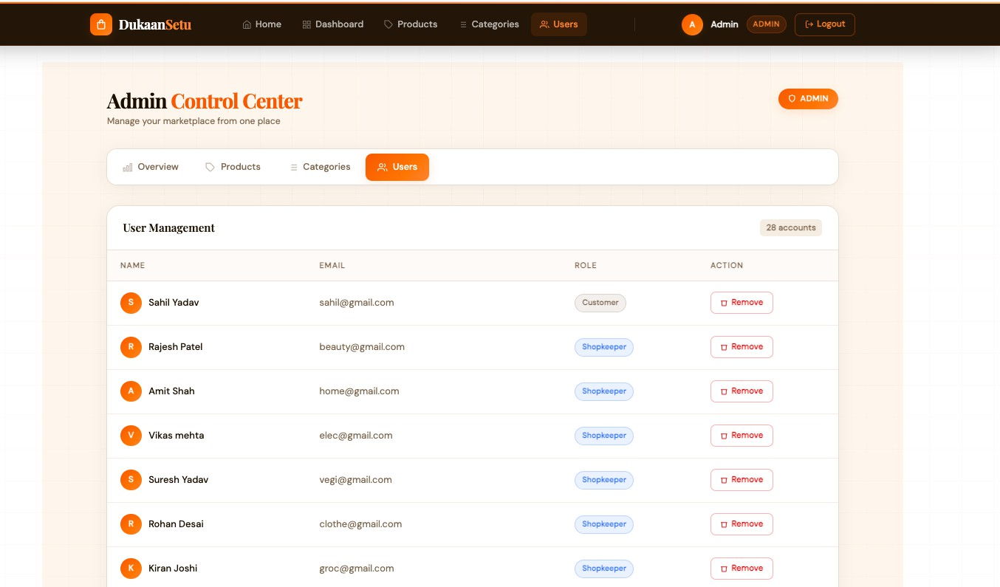 DukaanSetu Home Dashboard Products Categories Users A Admin ADMIN Logout
Admin Control Center
ADMIN
Manage your marketplace from one place
Overview Products Categories Users
User Management 28 accounts
NAME EMAIL ROLE ACTION
S Sahil Yadav sahil@gmail.com Customer Remove
R Rajesh Patel beauty@gmail.com Shopkeeper Remove
A Amit Shah home@gmail.com Shopkeeper Remove
V Vikas mehta elec@gmail.com Shopkeeper Remove
S Suresh Yadav vegi@gmail.com Shopkeeper Remove
R Rohan Desai clothe@gmail.com Shopkeeper Remove
K Kiran Joshi groc@gmail.com Shopkeeper Remove